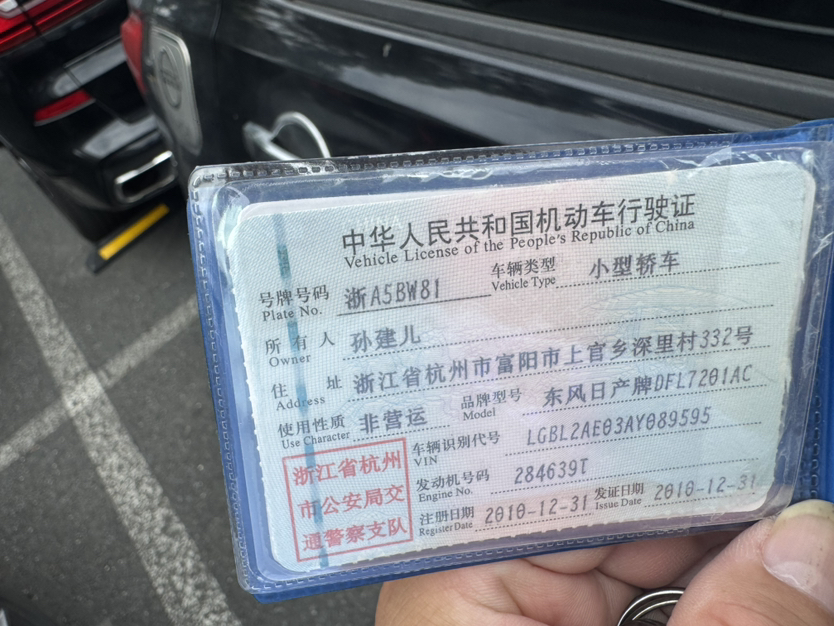 中华人民共和国机动车行驶证
Vehicle License of the People's Republic of China
号牌号码 浙A5BW81 车辆类型 小型轿车
Plate No. Vehicle Type
所有人 孙建儿
Owner
住址 浙江省杭州市富阳市上官乡深里村332号
Address
使用性质 非营运 品牌型号 东风日产牌DFL7201AC
Use Character Model
车辆识别代号 LGBL2AE03AY089595
VIN
发动机号码 284639T
Engine No.
注册日期 2010-12-31 发证日期 2010-12-31
Register Date Issue Date
浙江省杭州
市公安局交
通警察支队